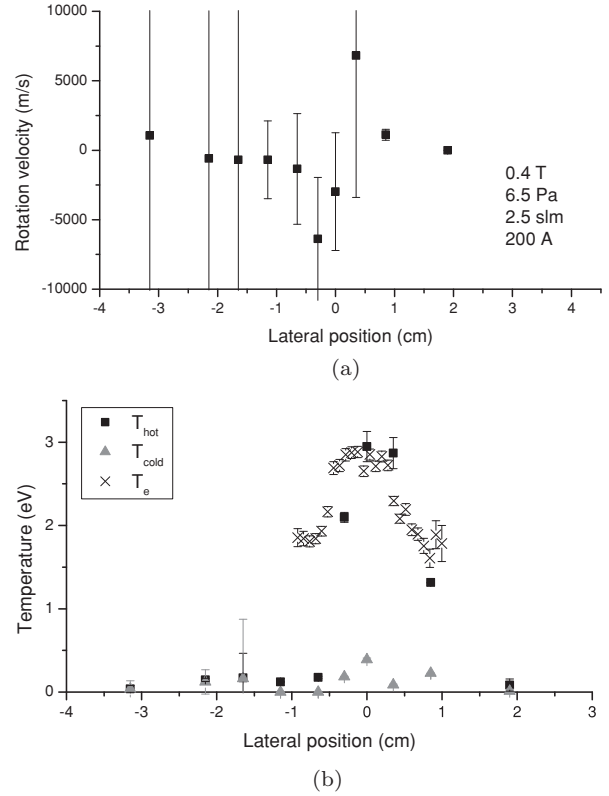 10000
5000
0
-5000
-10000
Rotation velocity (m/s)
0.4 T
6.5 Pa
2.5 slm
200 A
-4 -3 -2 -1 0 1 2 3 4
Lateral position (cm)
(a)
T_hot
T_cold
T_e
3
2
1
0
Temperature (eV)
-4 -3 -2 -1 0 1 2 3
Lateral position (cm)
(b)